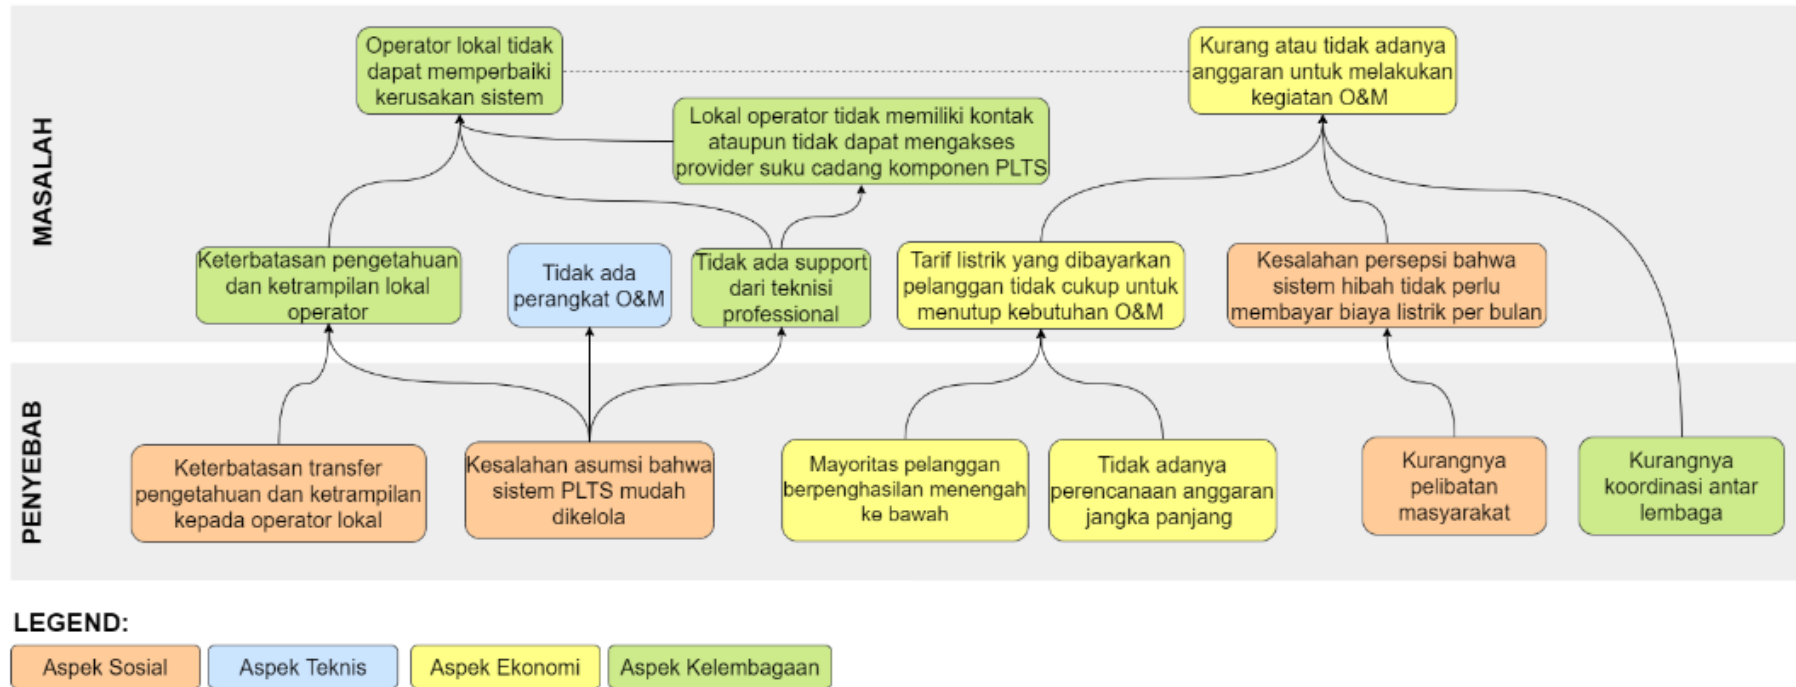 MASALAH
Operator lokal tidak
dapat memperbaiki
kerusakan sistem
Kurang atau tidak adanya
anggaran untuk melakukan
kegiatan O&M
Lokal operator tidak memiliki kontak
ataupun tidak dapat mengakses
provider suku cadang komponen PLTS
Keterbatasan pengetahuan
dan ketrampilan lokal
operator
Tidak ada
perangkat O&M
Tidak ada support
dari teknisi
professional
Tarif listrik yang dibayarkan
pelanggan tidak cukup untuk
menutup kebutuhan O&M
Kesalahan persepsi bahwa
sistem hibah tidak perlu
membayar biaya listrik per bulan
PENYEBAB
Keterbatasan transfer
pengetahuan dan ketrampilan
kepada operator lokal
Kesalahan asumsi bahwa
sistem PLTS mudah
dikelola
Mayoritas pelanggan
berpenghasilan menengah
ke bawah
Tidak adanya
perencanaan anggaran
jangka panjang
Kurangnya
pelibatan
masyarakat
Kurangnya
koordinasi antar
lembaga
LEGEND:
Aspek Sosial
Aspek Teknis
Aspek Ekonomi
Aspek Kelembagaan